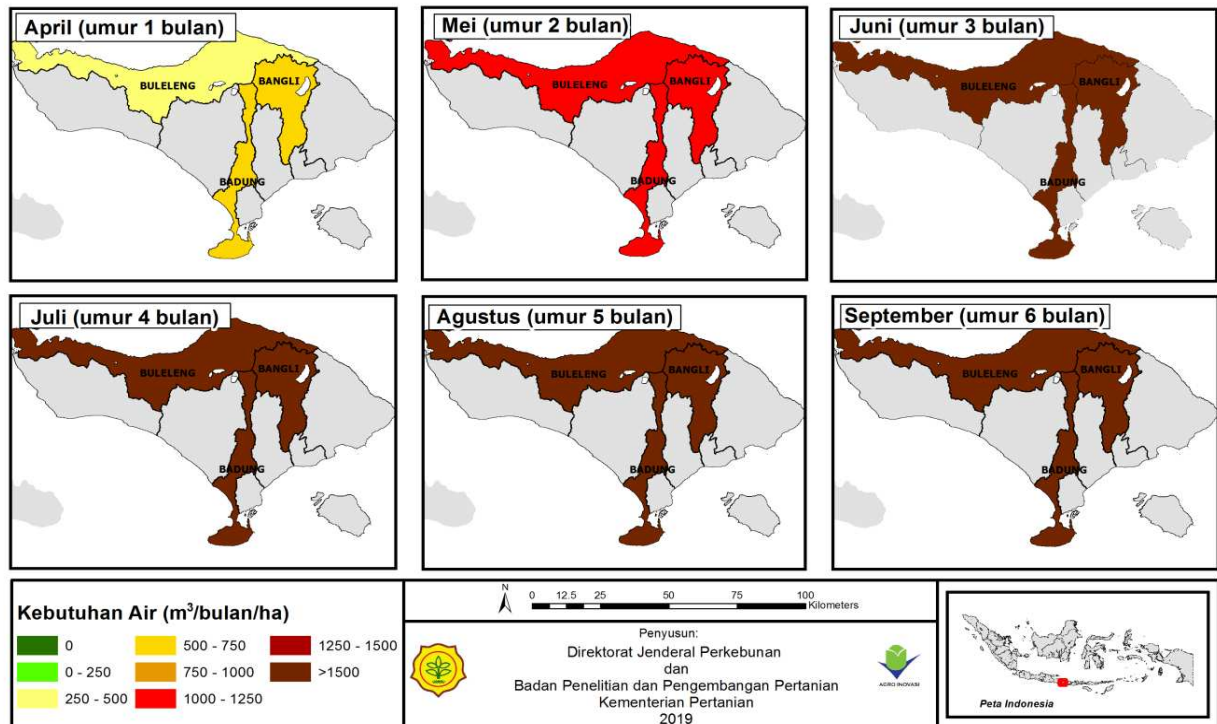 April (umur 1 bulan)
BULELENG
BANGLI
BADUNG
Mei (umur 2 bulan)
BULELENG
BANGLI
BADUNG
Juni (umur 3 bulan)
BULELENG
BANGLI
BADUNG
Juli (umur 4 bulan)
BULELENG
BANGLI
BADUNG
Agustus (umur 5 bulan)
BULELENG
BANGLI
BADUNG
September (umur 6 bulan)
BULELENG
BANGLI
BADUNG
Kebutuhan Air (m³/bulan/ha)
0
0 - 250
250 - 500
500 - 750
750 - 1000
1000 - 1250
1250 - 1500
>1500
N
0 12.5 25 50 75 100
Kilometers
Penyusun:
Direktorat Jenderal Perkebunan
dan
Badan Penelitian dan Pengembangan Pertanian
Kementerian Pertanian
2019
AGRO INOVASI
Peta Indonesia